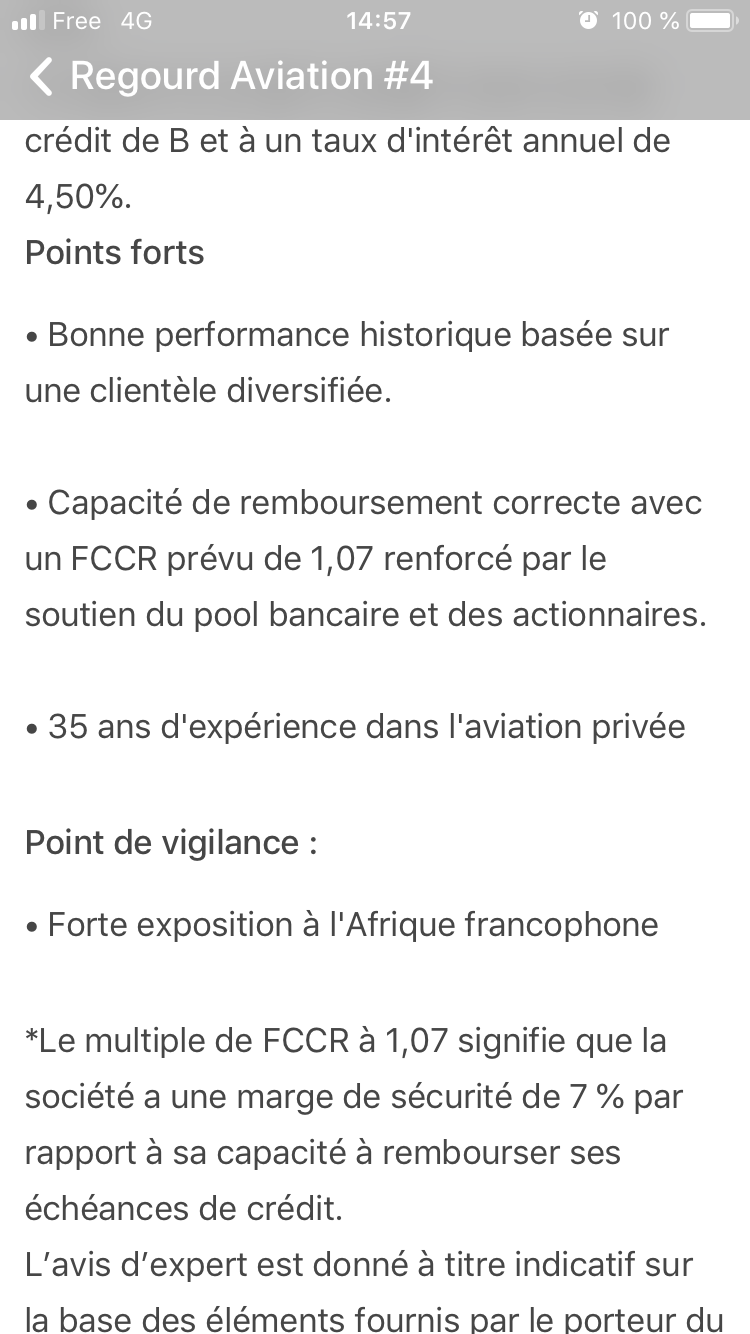 Free 4G 14:57 100 %
Regourd Aviation #4
crédit de B et à un taux d'intérêt annuel de
4,50%.
Points forts
• Bonne performance historique basée sur
une clientèle diversifiée.
• Capacité de remboursement correcte avec
un FCCR prévu de 1,07 renforcé par le
soutien du pool bancaire et des actionnaires.
• 35 ans d'expérience dans l'aviation privée
Point de vigilance :
• Forte exposition à l'Afrique francophone
*Le multiple de FCCR à 1,07 signifie que la
société a une marge de sécurité de 7 % par
rapport à sa capacité à rembourser ses
échéances de crédit.
L’avis d’expert est donné à titre indicatif sur
la base des éléments fournis par le porteur du